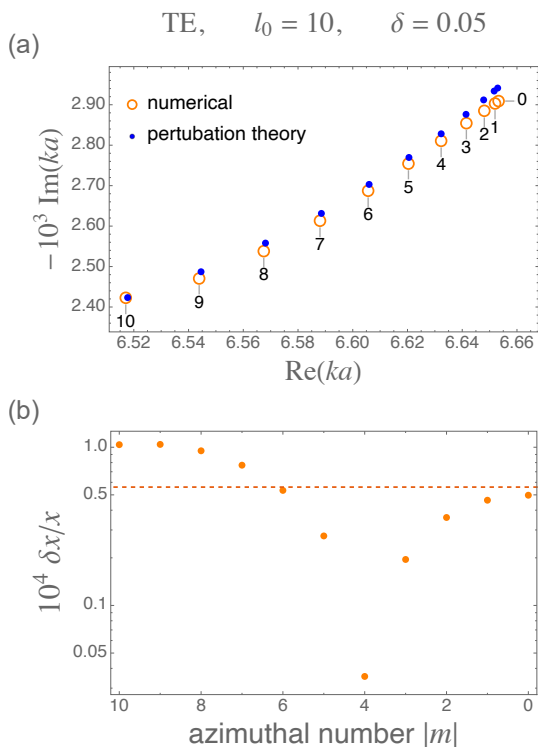 TE, l₀ = 10, δ = 0.05
(a)
numerical
pertubation theory
2.90
2.80
2.70
2.60
2.50
2.40
−10³ Im(ka)
0
1
2
3
4
5
6
7
8
9
10
6.52 6.54 6.56 6.58 6.60 6.62 6.64 6.66
Re(ka)
(b)
1.0
0.5
0.1
0.05
10⁴ δx/x
10 8 6 4 2 0
azimuthal number |m|